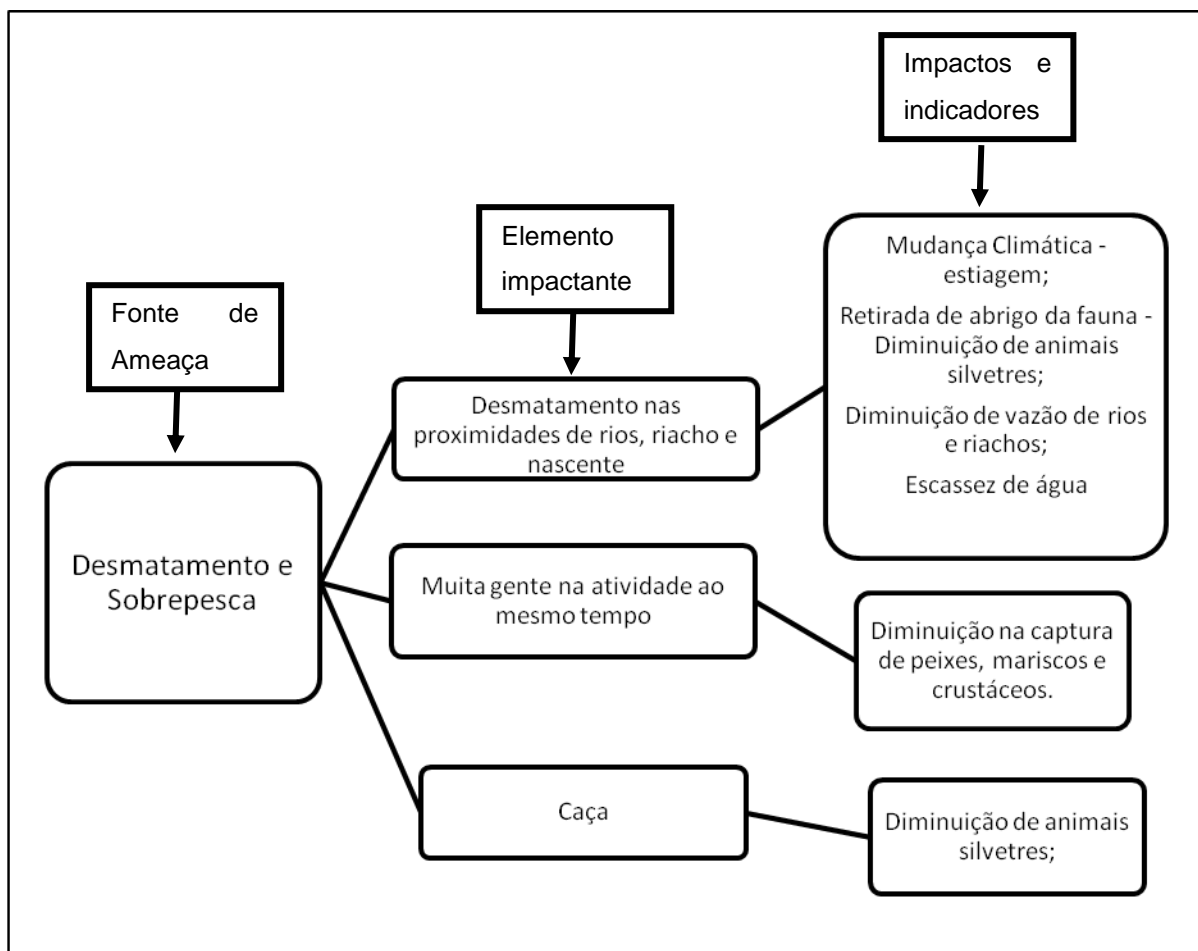 Impactos e
indicadores
Elemento
impactante
Fonte de
Ameaça
Mudança Climática -
estiagem;
Retirada de abrigo da fauna -
Diminuição de animais
silvetres;
Diminuição de vazão de rios
e riachos;
Escassez de água
Desmatamento nas
proximidades de rios, riacho e
nascente
Desmatamento e
Sobrepesca
Muita gente na atividade ao
mesmo tempo
Diminuição na captura
de peixes, mariscos e
crustáceos.
Caça
Diminuição de animais
silvetres;